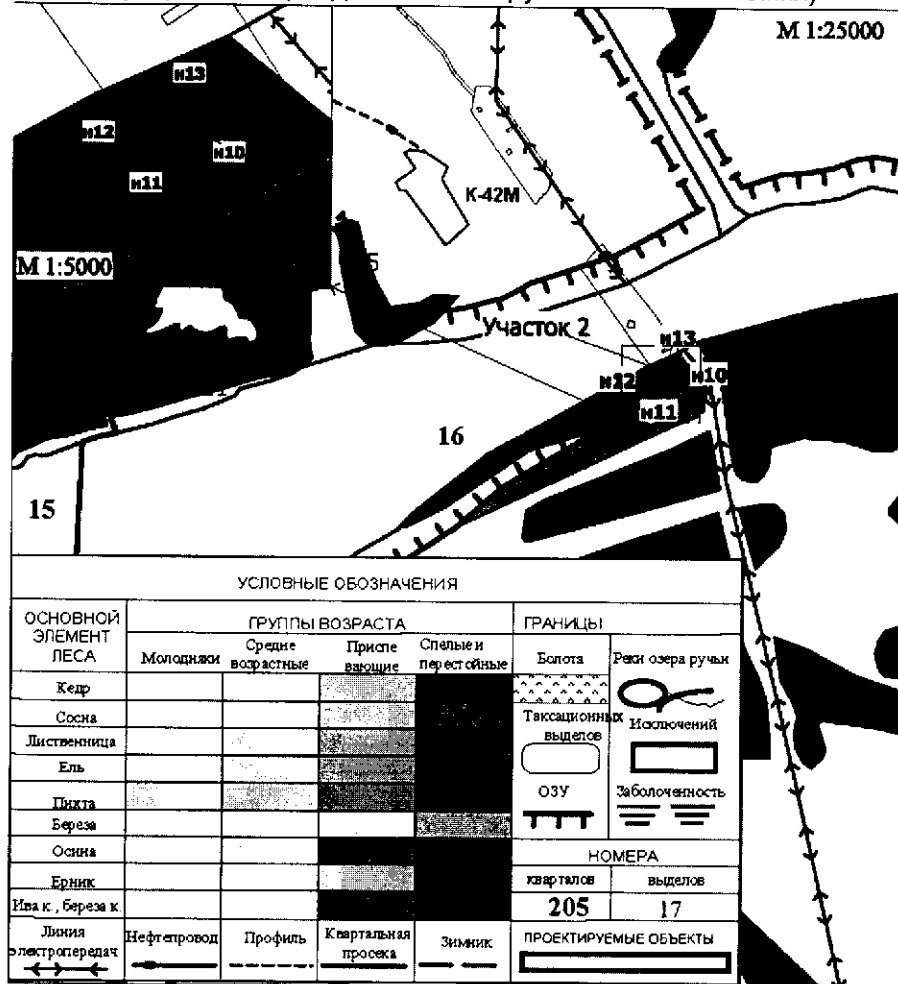 М 1:25000
н13
н12
н10
н11
К-42М
М 1:5000
Участок 2
н13
н12
н10
н11
16
15
УСЛОВНЫЕ ОБОЗНАЧЕНИЯ
ОСНОВНОЙ ЭЛЕМЕНТ ЛЕСА
ГРУППЫ ВОЗРАСТА
ГРАНИЦЫ
Молодняки
Средне возрастные
Приспе вающие
Спелые и перестойные
Болота
Реки озера ручьи
Кедр
Сосна
Таксационных выделов
Исключений
Лиственница
Ель
ОЗУ
Заболоченность
Пихта
Береза
Осина
НОМЕРА
Ерник
кварталов
выделов
Ива к., береза к.
205
17
Линия электропередач
Нефтепровод
Профиль
Квартальная просека
Зимник
ПРОЕКТИРУЕМЫЕ ОБЪЕКТЫ